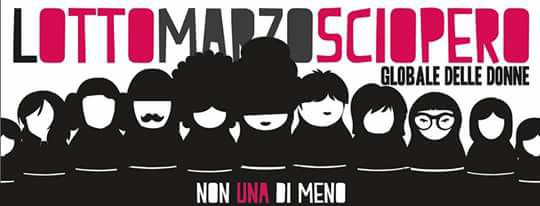 LOTTOMARZOSCIOPERO
GLOBALE DELLE DONNE
NON UNA DI MENO